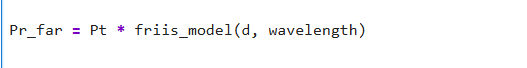 Pr_far = Pt * friis_model(d, wavelength)